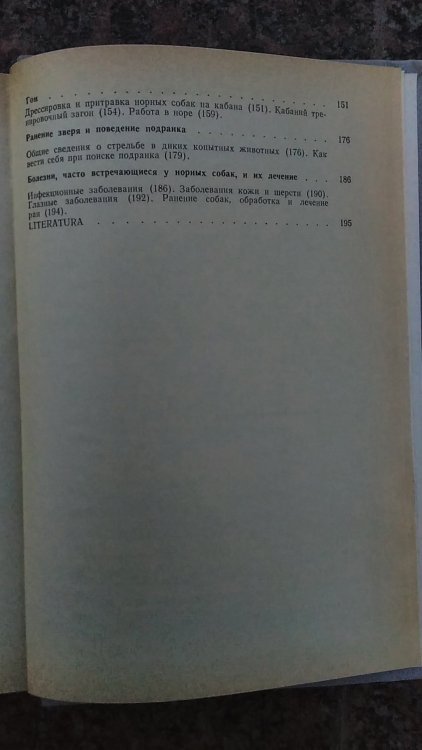 Гон . . . . . . . . . . . . . . . . . . . . . . 151
Дрессировка и притравка норных собак на кабана (151). Кабаний тре-
нировочный загон (154). Работа в норе (159).
Ранение зверя и поведение подранка . . . . . . . . . . . 176
Общие сведения о стрельбе в диких копытных животных (176). Как
вести себя при поиске подранка (179).
Болезни, часто встречающиеся у норных собак, и их лечение . . . 186
Инфекционные заболевания (186). Заболевания кожи и шерсти (190).
Глазные заболевания (192). Ранение собак, обработка и лечение
ран (194).
LITERATURA . . . . . . . . . . . . . . . . . . 195